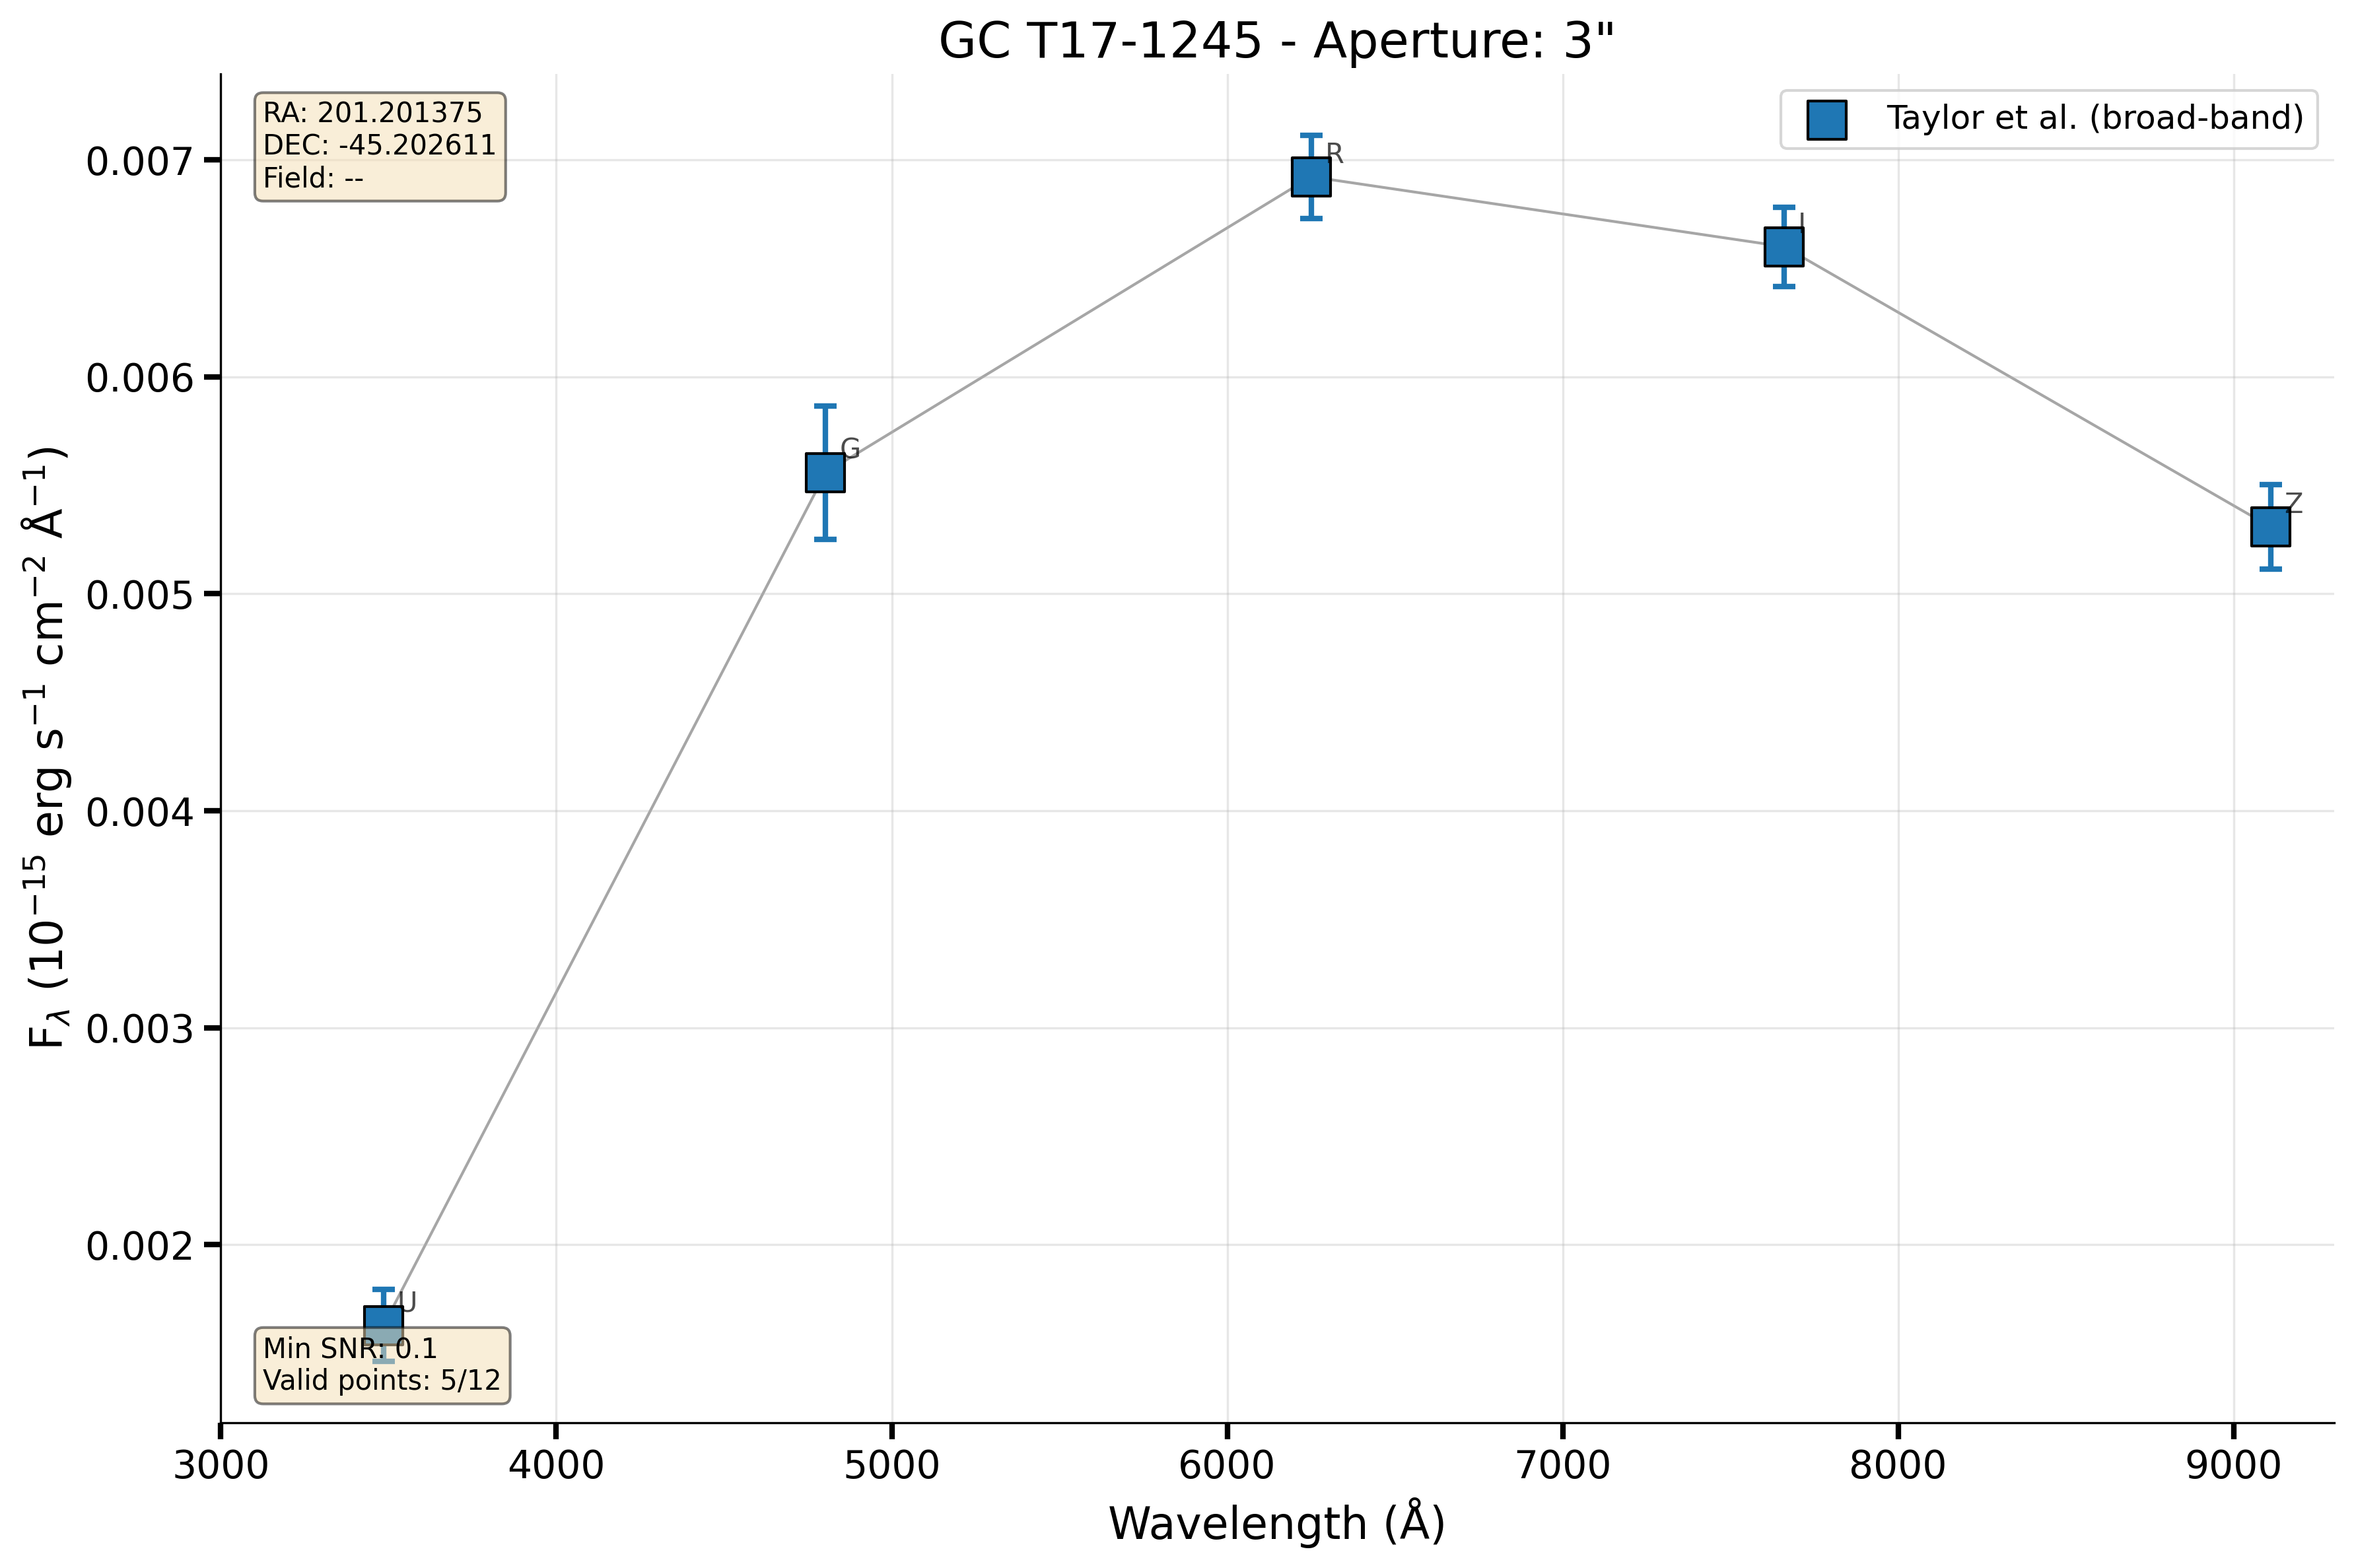 GC T17-1245 - Aperture: 3"
RA: 201.201375
DEC: -45.202611
Field: --
Taylor et al. (broad-band)
0.007
0.006
0.005
0.004
0.003
0.002
F_λ (10⁻¹⁵ erg s⁻¹ cm⁻² Å⁻¹)
U
G
R
I
Z
Min SNR: 0.1
Valid points: 5/12
3000 4000 5000 6000 7000 8000 9000
Wavelength (Å)